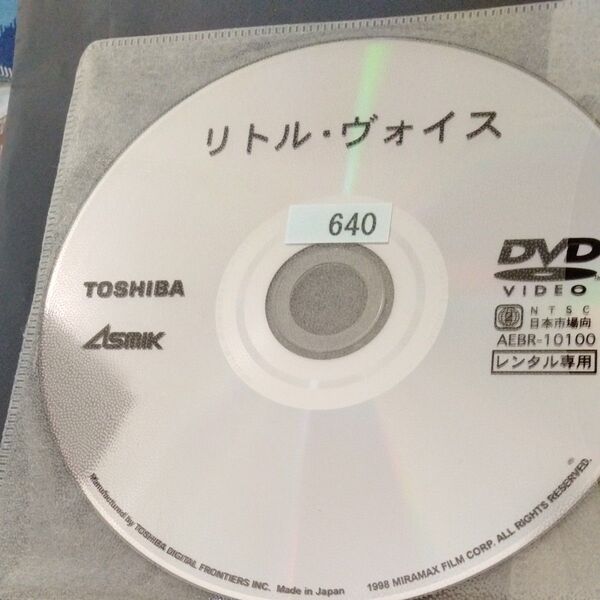 リトル・ヴォイス
640
TOSHIBA
ASMIK
DVD
VIDEO
2
NTSC
日本市場向
AEBR-10100
レンタル専用
Manufactured by TOSHIBA DIGITAL FRONTIERS INC. Made in Japan
1998 MIRAMAX FILM CORP. ALL RIGHTS RESERVED.